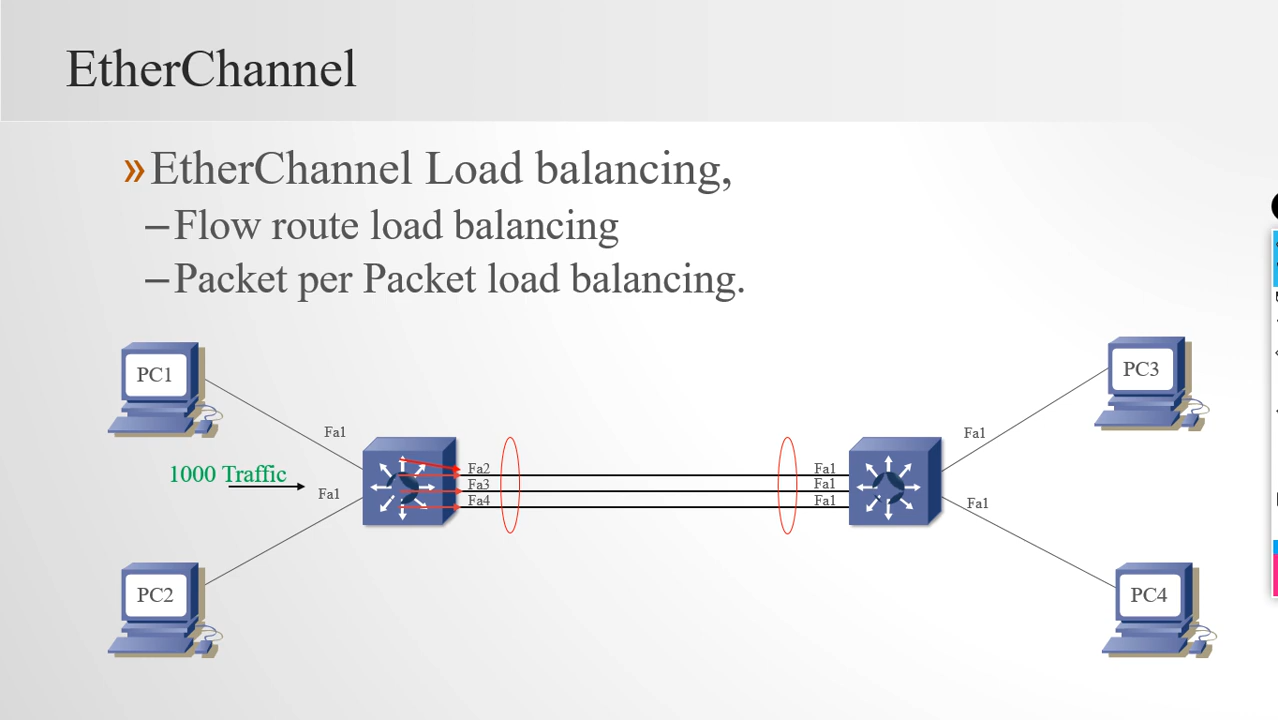 EtherChannel
» EtherChannel Load balancing,
– Flow route load balancing
– Packet per Packet load balancing.
PC1
PC3
Fa1
Fa1
1000 Traffic
Fa1
Fa2
Fa3
Fa4
Fa1
Fa1
Fa1
Fa1
PC2
PC4